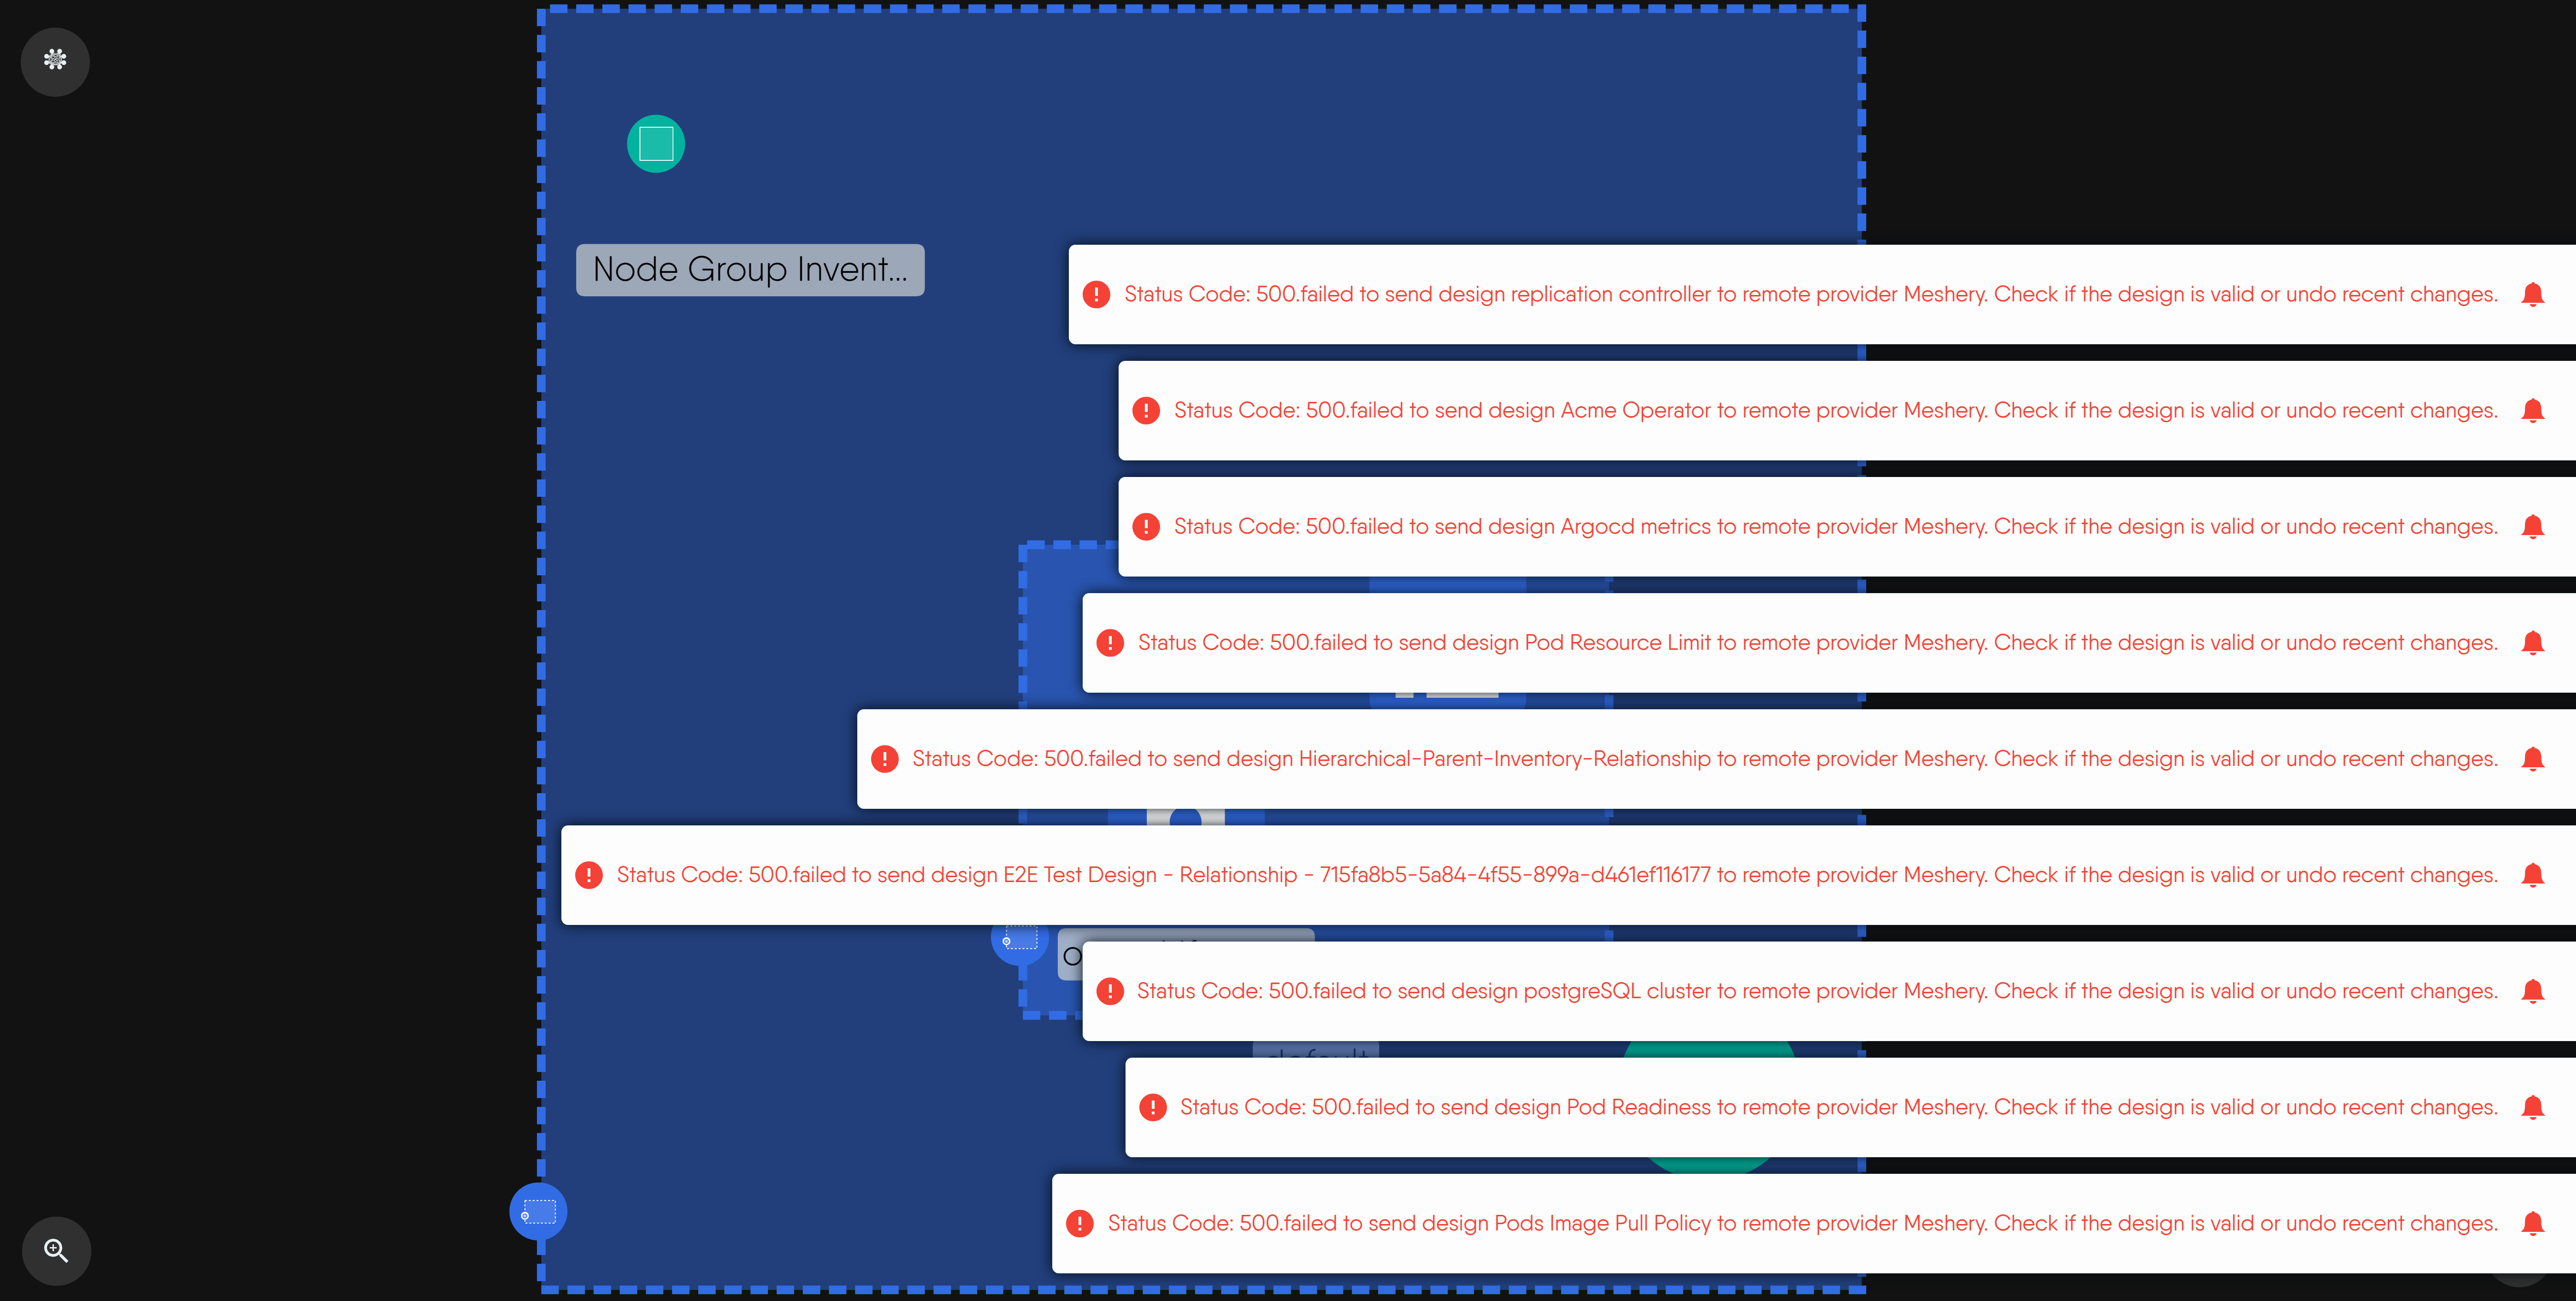 Node Group Invent...
Status Code: 500.failed to send design replication controller to remote provider Meshery. Check if the design is valid or undo recent changes.
Status Code: 500.failed to send design Acme Operator to remote provider Meshery. Check if the design is valid or undo recent changes.
Status Code: 500.failed to send design Argocd metrics to remote provider Meshery. Check if the design is valid or undo recent changes.
Status Code: 500.failed to send design Pod Resource Limit to remote provider Meshery. Check if the design is valid or undo recent changes.
Status Code: 500.failed to send design Hierarchical-Parent-Inventory-Relationship to remote provider Meshery. Check if the design is valid or undo recent changes.
Status Code: 500.failed to send design E2E Test Design - Relationship - 715fa8b5-5a84-4f55-899a-d461ef116177 to remote provider Meshery. Check if the design is valid or undo recent changes.
Status Code: 500.failed to send design postgreSQL cluster to remote provider Meshery. Check if the design is valid or undo recent changes.
default
Status Code: 500.failed to send design Pod Readiness to remote provider Meshery. Check if the design is valid or undo recent changes.
Status Code: 500.failed to send design Pods Image Pull Policy to remote provider Meshery. Check if the design is valid or undo recent changes.